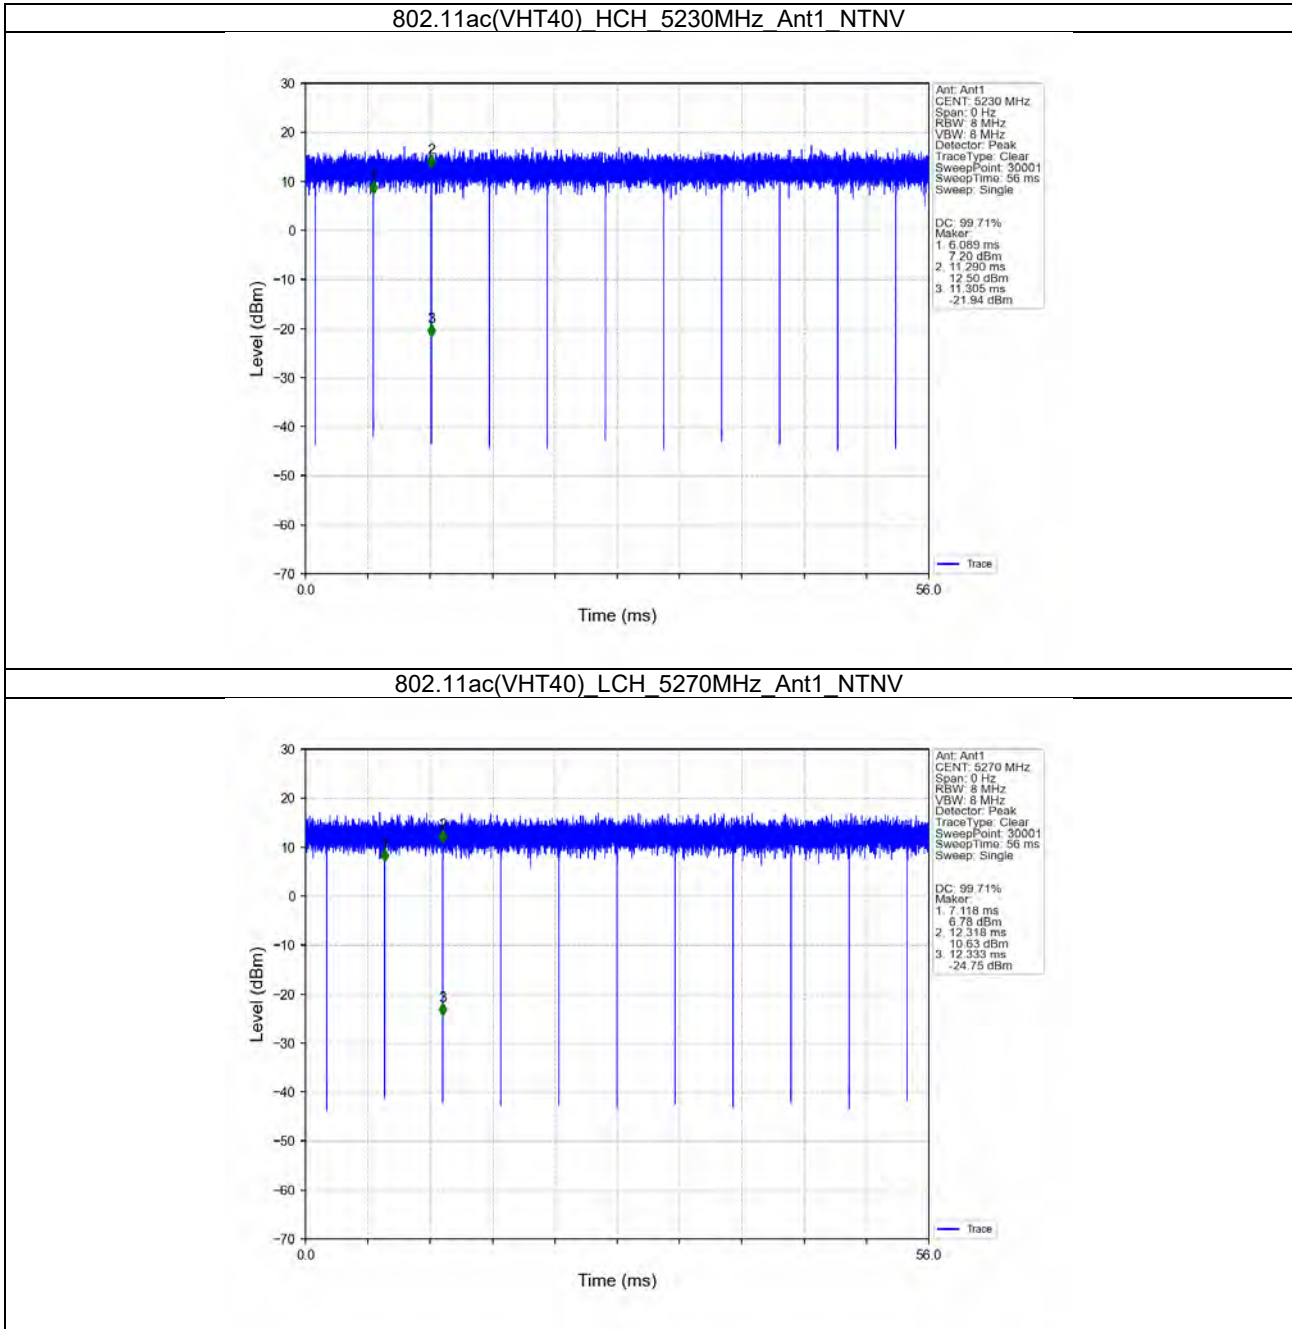 802.11ac(VHT40)_HCH_5230MHz_Ant1_NTNV
30
20
10
0
−10
−20
−30
−40
−50
−60
−70
Level (dBm)
0.0
56.0
Time (ms)
2
3
Ant: Ant1
CENT: 5230 MHz
Span: 0 Hz
RBW: 8 MHz
VBW: 8 MHz
Detector: Peak
TraceType: Clear
SweepPoint: 30001
SweepTime: 56 ms
Sweep: Single
DC: 99.71%
Maker:
1. 6.089 ms
7.20 dBm
2. 11.290 ms
12.50 dBm
3. 11.305 ms
-21.94 dBm
Trace
802.11ac(VHT40)_LCH_5270MHz_Ant1_NTNV
30
20
10
0
−10
−20
−30
−40
−50
−60
−70
Level (dBm)
0.0
56.0
Time (ms)
3
Ant: Ant1
CENT: 5270 MHz
Span: 0 Hz
RBW: 8 MHz
VBW: 8 MHz
Detector: Peak
TraceType: Clear
SweepPoint: 30001
SweepTime: 56 ms
Sweep: Single
DC: 99.71%
Maker:
1. 7.118 ms
6.78 dBm
2. 12.318 ms
10.63 dBm
3. 12.333 ms
-24.75 dBm
Trace